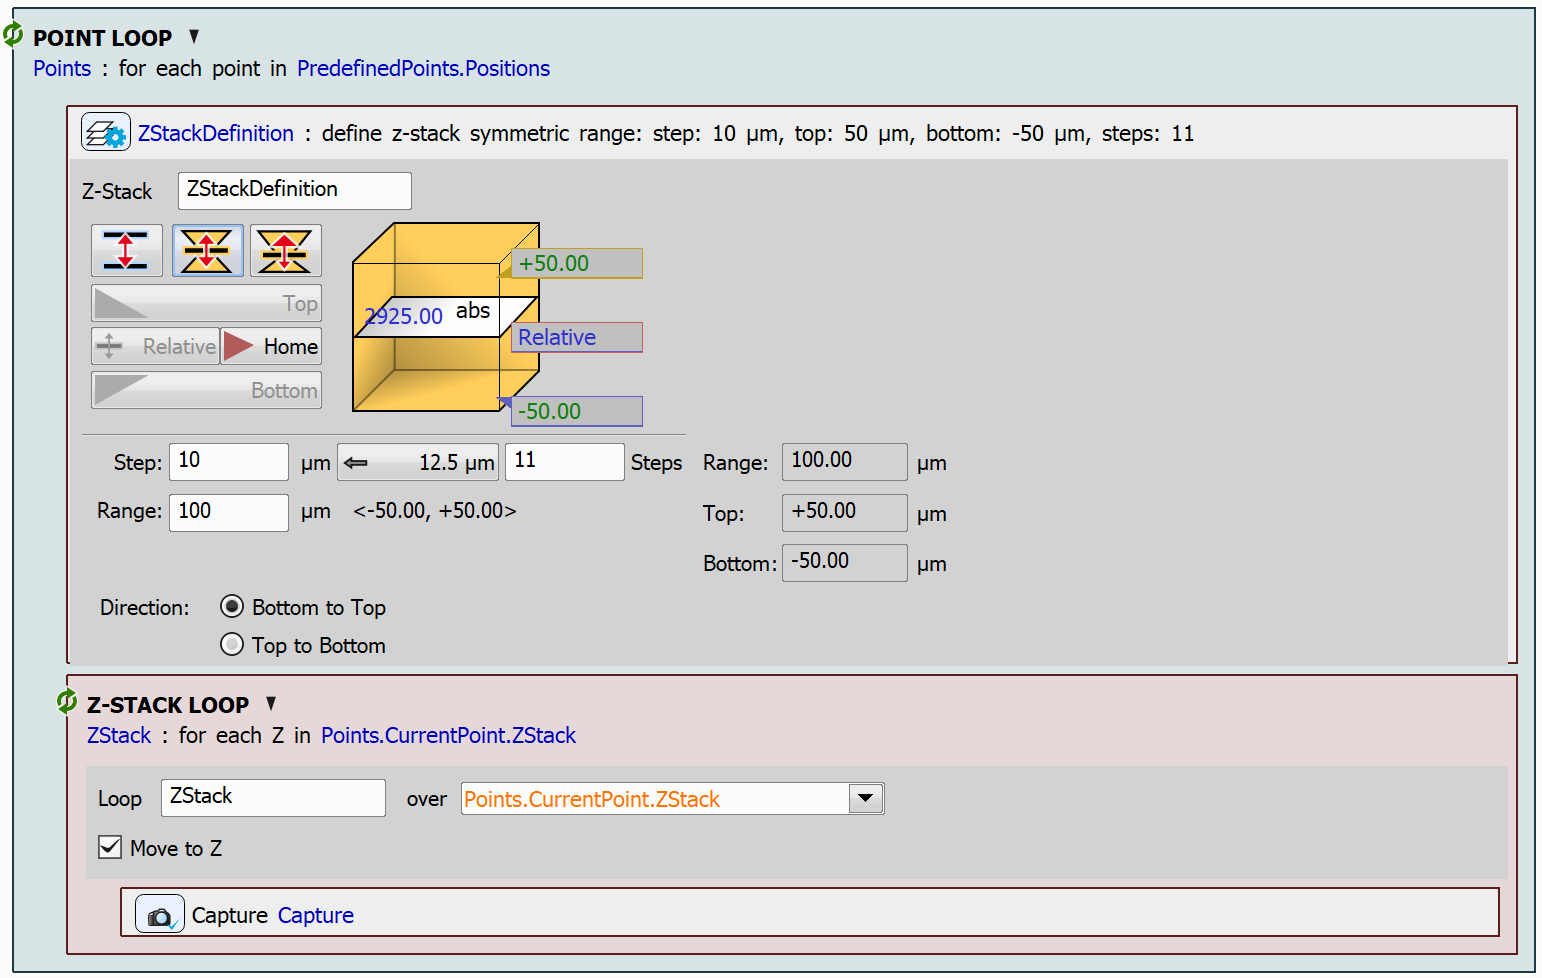 POINT LOOP
Points : for each point in PredefinedPoints.Positions
ZStackDefinition : define z-stack symmetric range: step: 10 µm, top: 50 µm, bottom: -50 µm, steps: 11
Z-Stack ZStackDefinition
+50.00
Top
2925.00 abs
Relative Home Relative
Bottom -50.00
Step: 10 µm 12.5 µm 11 Steps Range: 100.00 µm
Range: 100 µm <-50.00, +50.00> Top: +50.00 µm
Bottom: -50.00 µm
Direction: Bottom to Top
Top to Bottom
Z-STACK LOOP
ZStack : for each Z in Points.CurrentPoint.ZStack
Loop ZStack over Points.CurrentPoint.ZStack
Move to Z
Capture Capture